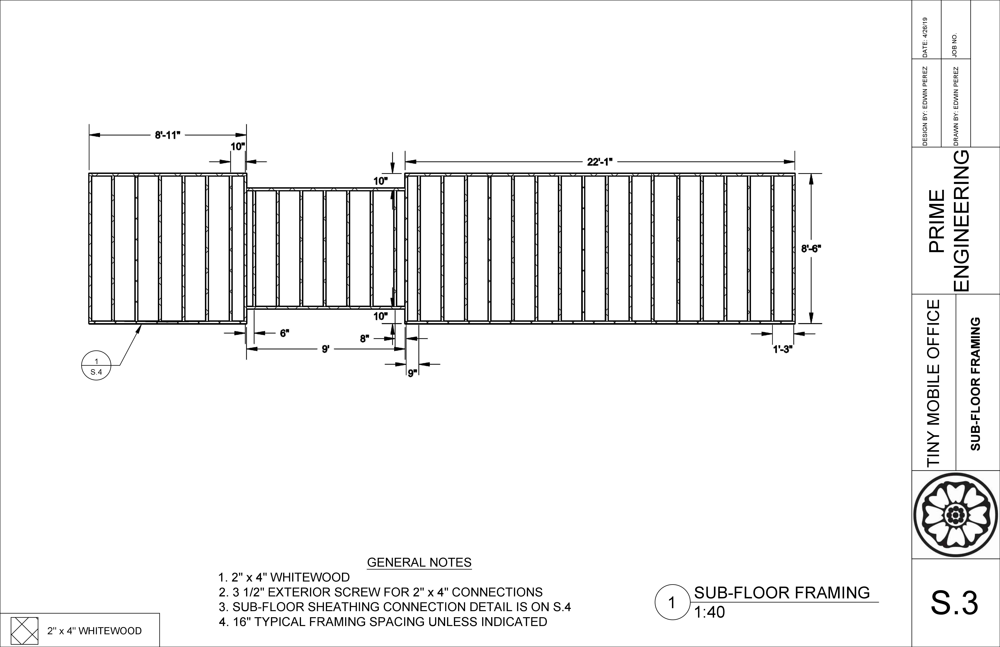 8'-11"
10"
22'-1"
10"
8'-6"
10"
6"
8"
9'
1'-3"
9"
1
S.4
GENERAL NOTES
1. 2" x 4" WHITEWOOD
2. 3 1/2" EXTERIOR SCREW FOR 2" x 4" CONNECTIONS
3. SUB-FLOOR SHEATHING CONNECTION DETAIL IS ON S.4
4. 16" TYPICAL FRAMING SPACING UNLESS INDICATED
2" x 4" WHITEWOOD
1
SUB-FLOOR FRAMING
1:40
DATE: 4/26/19
JOB NO.
DESIGN BY: EDWIN PEREZ
DRAWN BY: EDWIN PEREZ
PRIME
ENGINEERING
TINY MOBILE OFFICE
SUB-FLOOR FRAMING
S.3